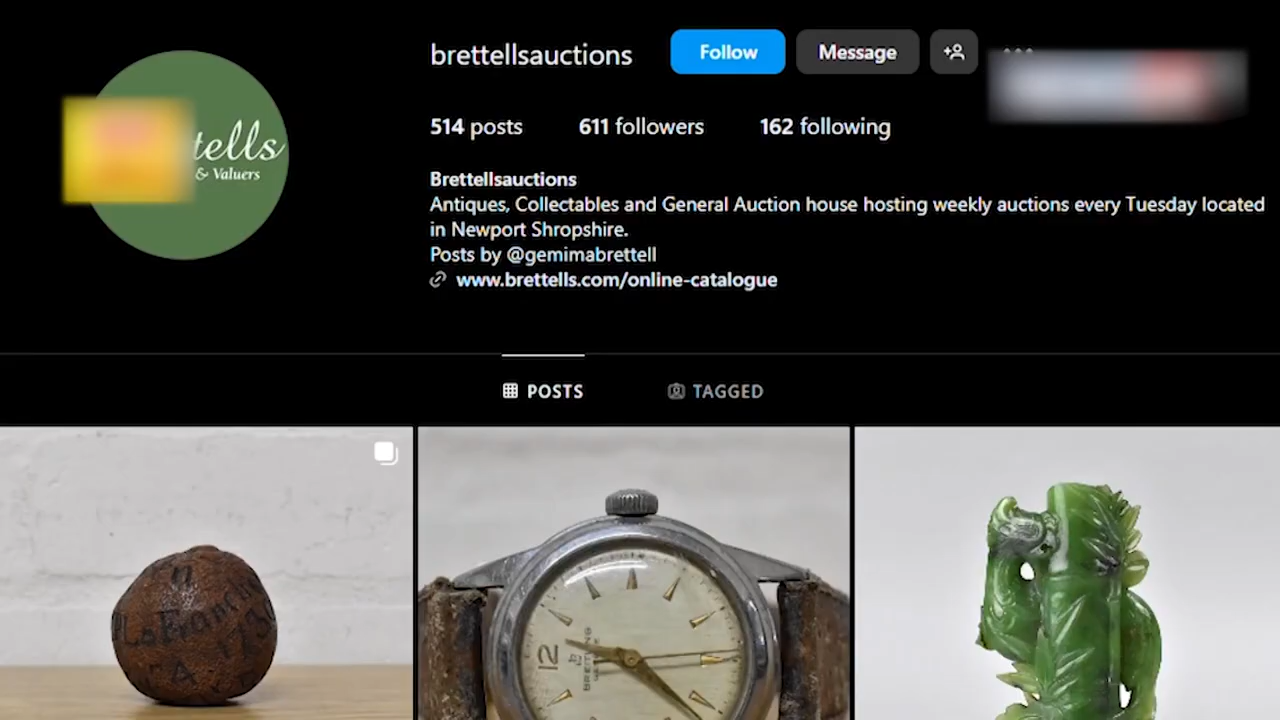 brettellsauctions
Follow
Message
514 posts
611 followers
162 following
tells
& Valuers
Brettellsauctions
Antiques, Collectables and General Auction house hosting weekly auctions every Tuesday located
in Newport Shropshire.
Posts by @gemimabrettell
www.brettells.com/online-catalogue
POSTS
TAGGED
12
BREITLING